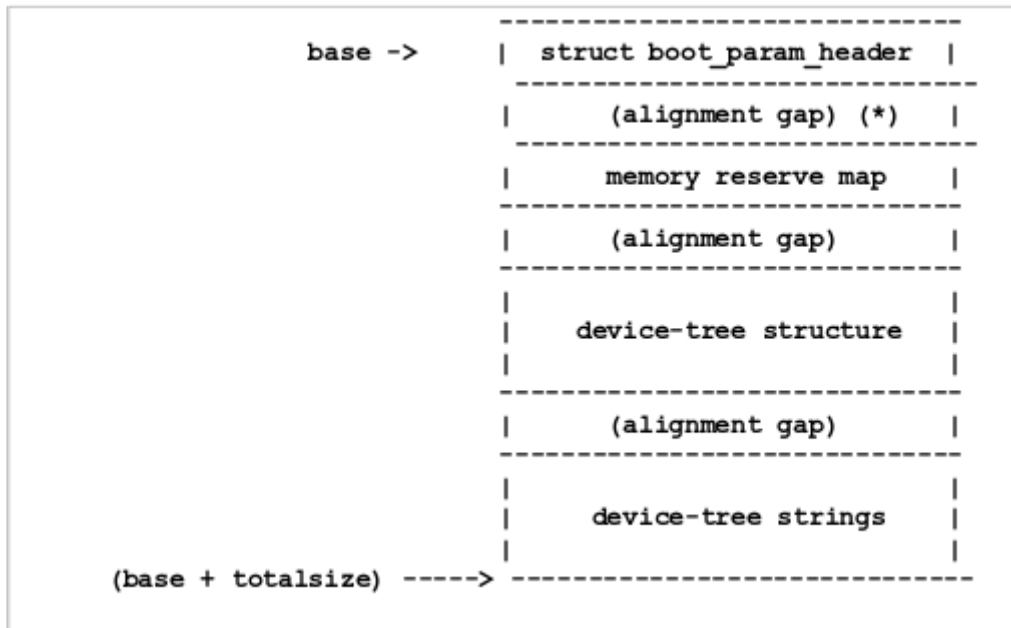 ------------------------------
base -> | struct boot_param_header |
------------------------------
| (alignment gap) (*) |
------------------------------
| memory reserve map |
------------------------------
| (alignment gap) |
------------------------------
| |
| device-tree structure |
| |
------------------------------
| (alignment gap) |
------------------------------
| |
| device-tree strings |
| |
(base + totalsize) -----> ------------------------------